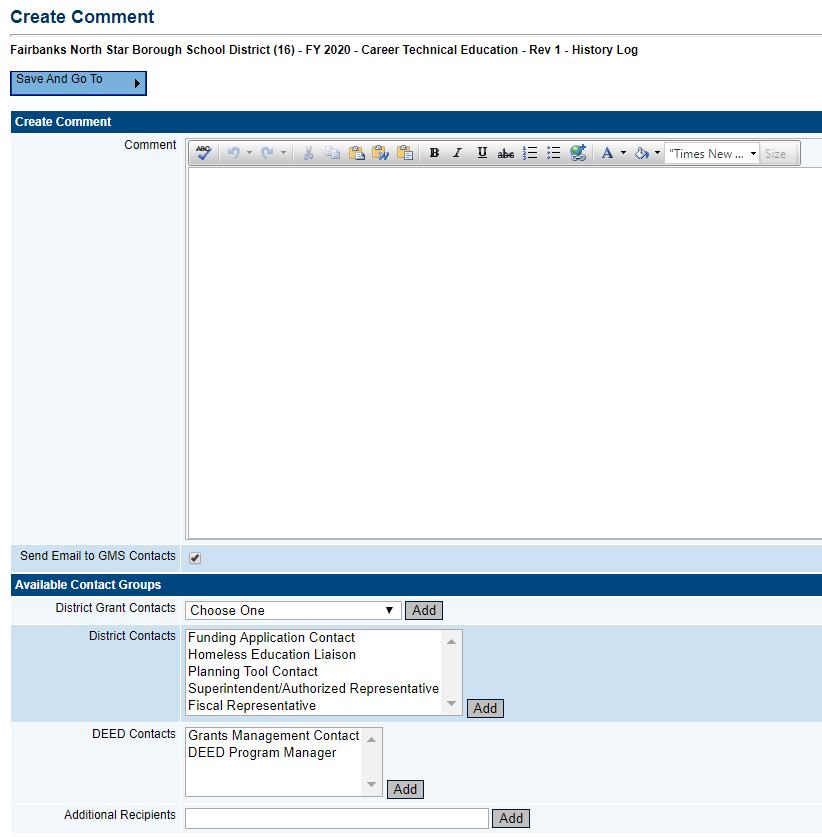 Create Comment
Fairbanks North Star Borough School District (16) - FY 2020 - Career Technical Education - Rev 1 - History Log
Save And Go To
Create Comment
Comment
ABC
B I U abc A "Times New ... Size
Send Email to GMS Contacts
Available Contact Groups
District Grant Contacts Choose One Add
District Contacts Funding Application Contact
Homeless Education Liaison
Planning Tool Contact
Superintendent/Authorized Representative
Fiscal Representative Add
DEED Contacts Grants Management Contact
DEED Program Manager
Add
Additional Recipients Add